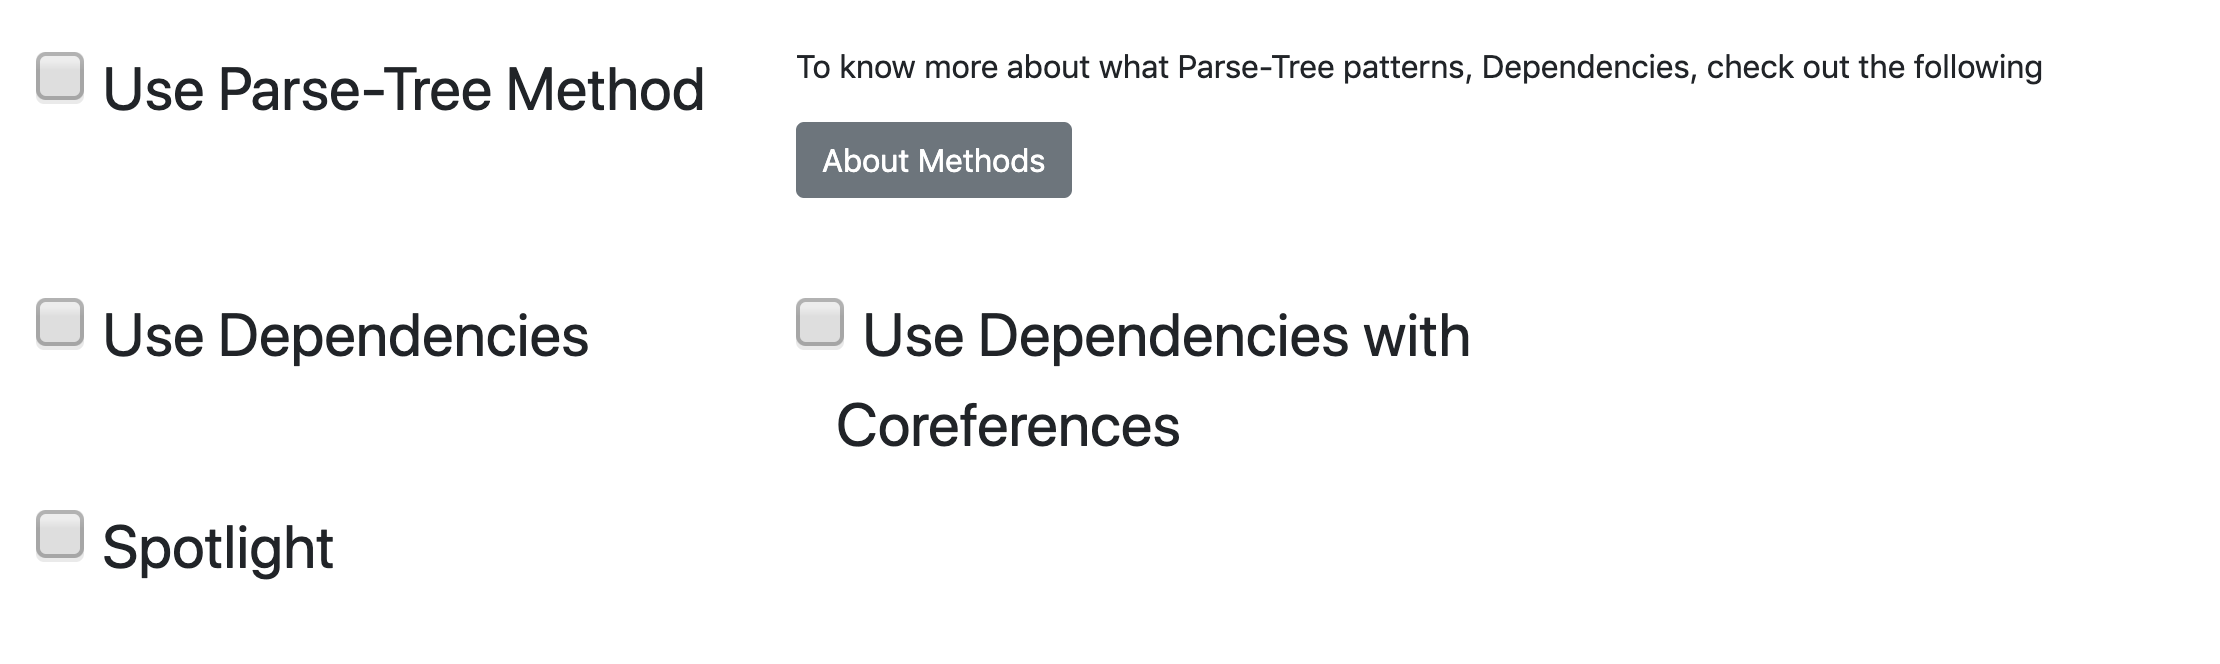 Use Parse-Tree Method
To know more about what Parse-Tree patterns, Dependencies, check out the following
About Methods
Use Dependencies
Use Dependencies with
Coreferences
Spotlight